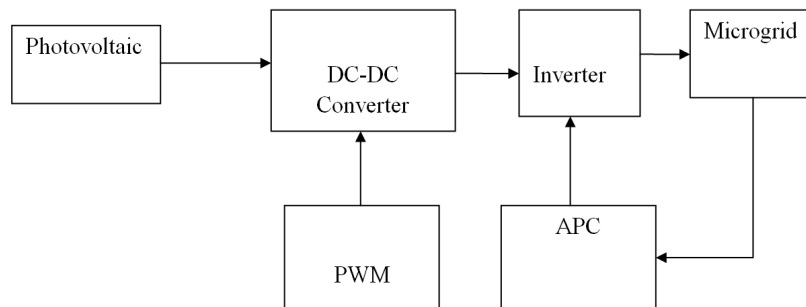 Photovoltaic
DC-DC
Converter
Inverter
Microgrid
PWM
APC